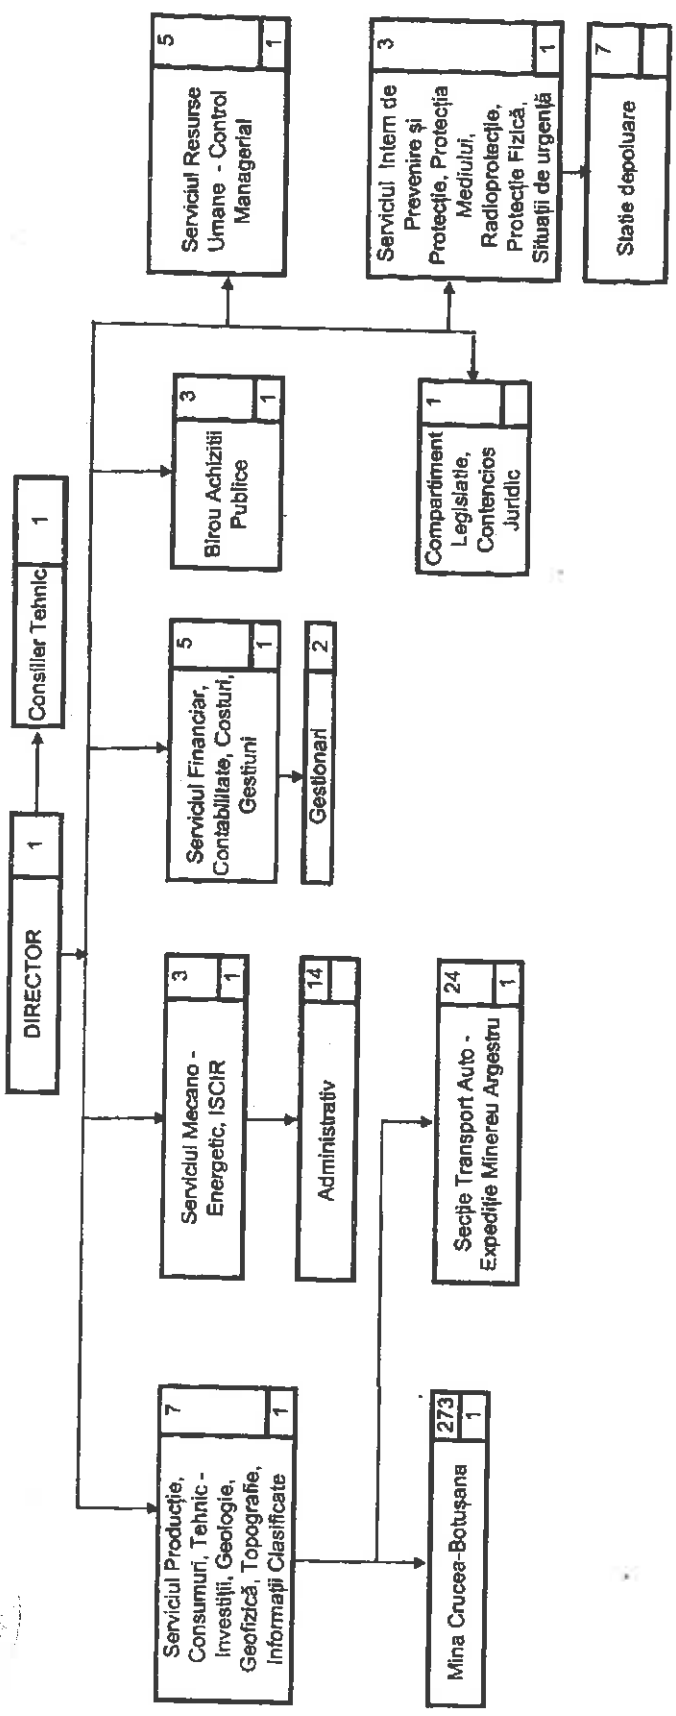 DIRECTOR
1
Consilier Tehnic
1
Serviciul Producție,
Consumuri, Tehnic -
Investiții, Geologie,
Geofizică, Topografie,
Informații Clasificate
7
1
Serviciul Mecano -
Energetic, ISCIR
3
1
Serviciul Financiar,
Contabilitate, Costuri,
Gestiuni
5
1
Birou Achizitii
Publice
3
1
Serviciul Resurse
Umane - Control
Managerial
5
1
Administrativ
14
Gestionari
2
Compartiment
Legislatie,
Contencios
Juridic
1
Serviciul Intern de
Prevenire și
Protecție, Protecția
Mediului,
Radioprotecție,
Protecție Fizică,
Situații de urgență
3
1
Statie depoluare
7
Mina Crucea-Botușana
273
1
Secție Transport Auto -
Expediție Minereu Argestru
24
1